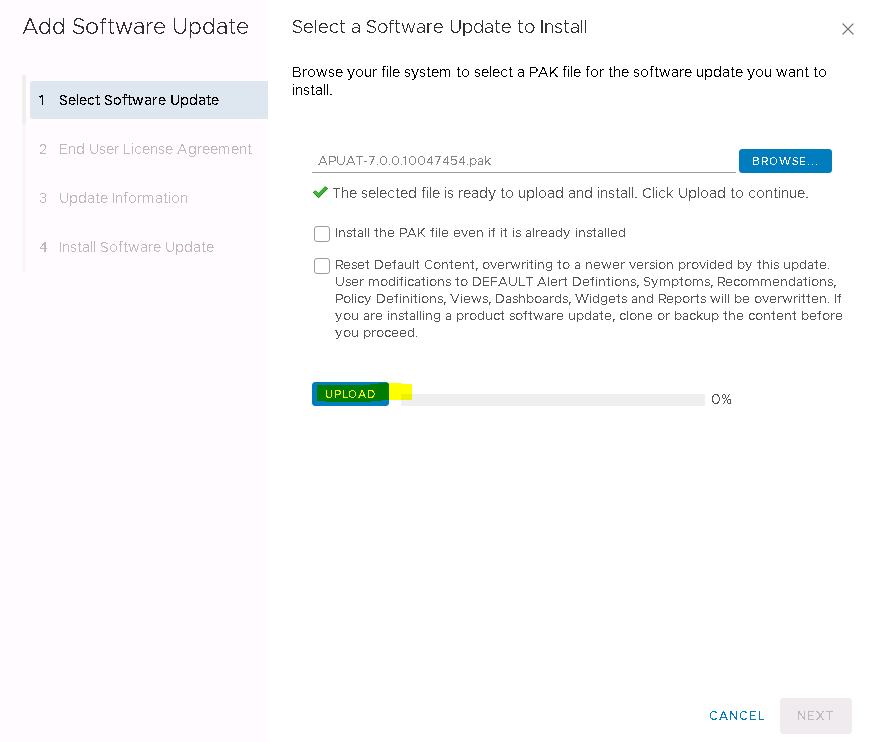 Add Software Update
1 Select Software Update
2 End User License Agreement
3 Update Information
4 Install Software Update
Select a Software Update to Install
Browse your file system to select a PAK file for the software update you want to
install.
APUAT-7.0.0.10047454.pak
BROWSE...
The selected file is ready to upload and install. Click Upload to continue.
Install the PAK file even if it is already installed
Reset Default Content, overwriting to a newer version provided by this update.
User modifications to DEFAULT Alert Defintions, Symptoms, Recommendations,
Policy Definitions, Views, Dashboards, Widgets and Reports will be overwritten. If
you are installing a product software update, clone or backup the content before
you proceed.
UPLOAD
0%
CANCEL
NEXT